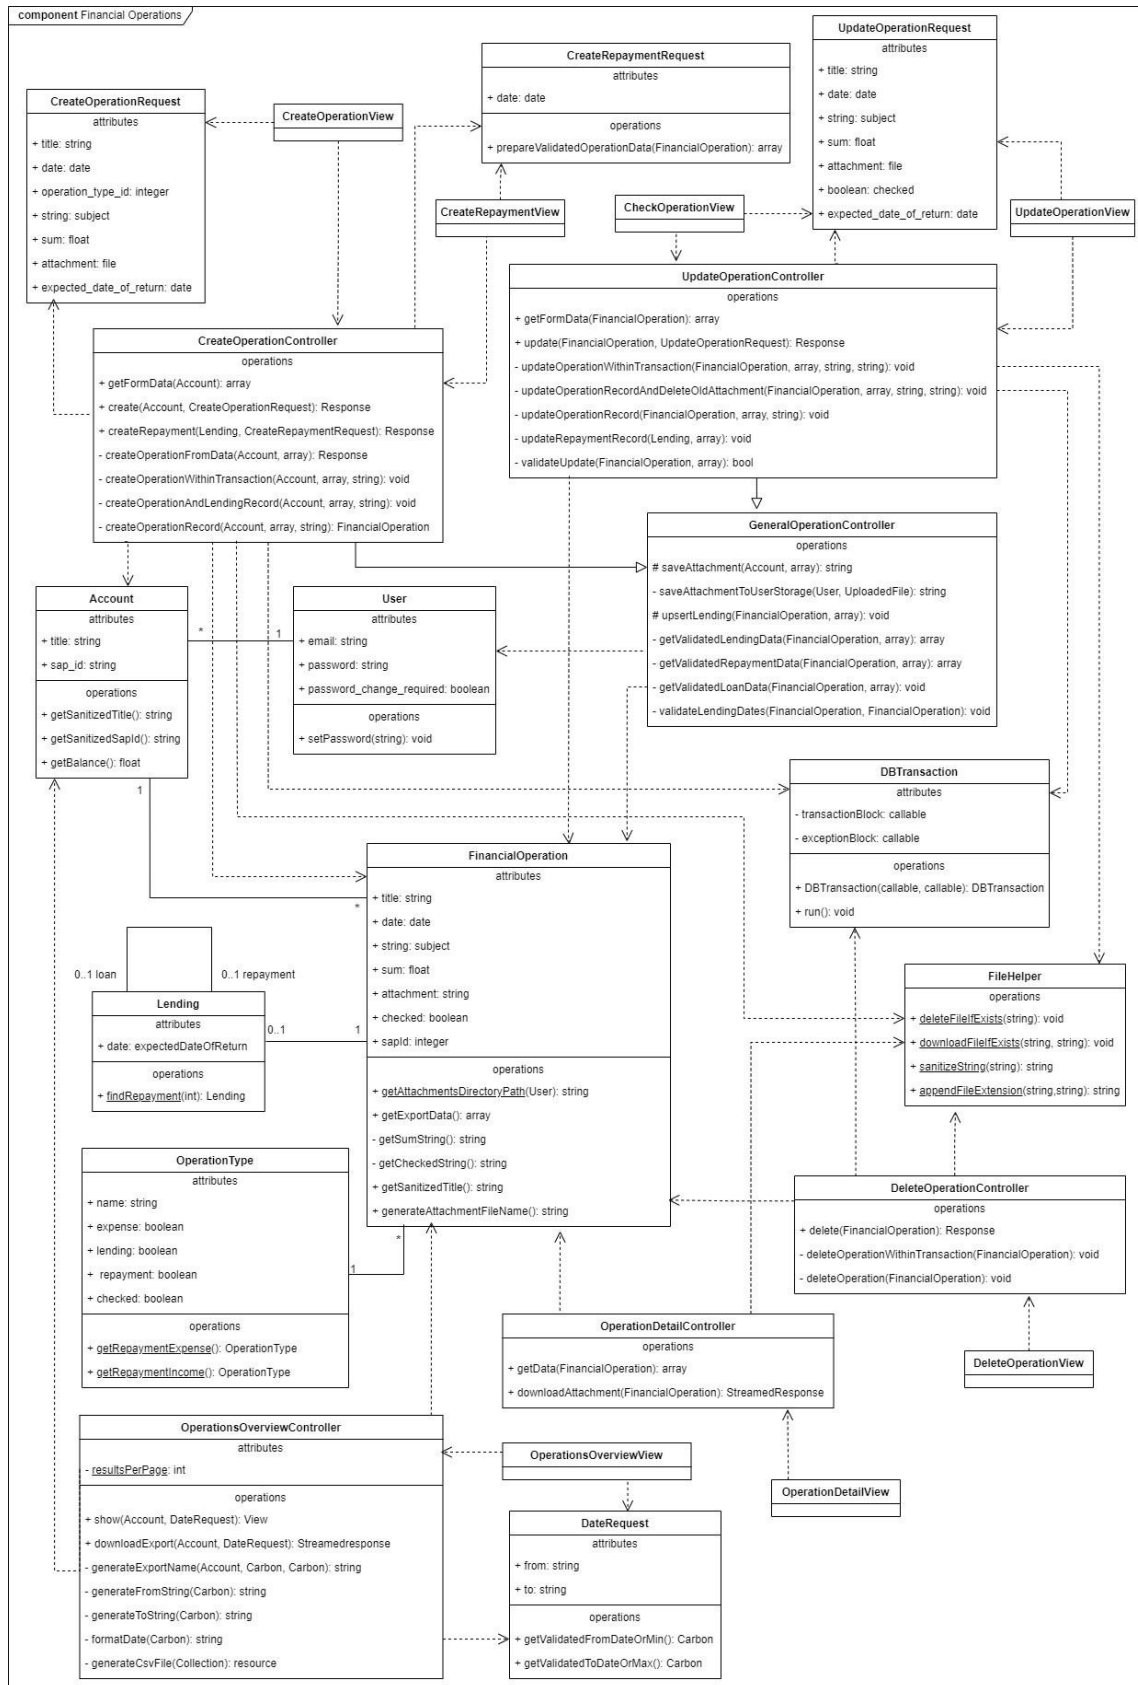 component Financial Operations
UpdateOperationRequest
attributes
+ title: string
+ date: date
+ string: subject
+ sum: float
+ attachment: file
+ boolean: checked
+ expected_date_of_return: date
CreateRepaymentRequest
attributes
+ date: date
operations
+ prepareValidatedOperationData(FinancialOperation): array
CreateOperationRequest
attributes
+ title: string
+ date: date
+ operation_type_id: integer
+ string: subject
+ sum: float
+ attachment: file
+ expected_date_of_return: date
CreateOperationView
CreateRepaymentView
CheckOperationView
UpdateOperationView
UpdateOperationController
operations
+ getFormData(FinancialOperation): array
+ update(FinancialOperation, UpdateOperationRequest): Response
- updateOperationWithinTransaction(FinancialOperation, array, string, string): void
- updateOperationRecordAndDeleteOldAttachment(FinancialOperation, array, string, string): void
- updateOperationRecord(FinancialOperation, array, string): void
- updateRepaymentRecord(Lending, array): void
- validateUpdate(FinancialOperation, array): bool
CreateOperationController
operations
+ getFormData(Account): array
+ create(Account, CreateOperationRequest): Response
+ createRepayment(Lending, CreateRepaymentRequest): Response
- createOperationFromData(Account, array): Response
- createOperationWithinTransaction(Account, array, string): void
- createOperationAndLendingRecord(Account, array, string): void
- createOperationRecord(Account, array, string): FinancialOperation
GeneralOperationController
operations
# saveAttachment(Account, array): string
- saveAttachmentToUserStorage(User, UploadedFile): string
# upsertLending(FinancialOperation, array): void
- getValidatedLendingData(FinancialOperation, array): array
- getValidatedRepaymentData(FinancialOperation, array): array
- getValidatedLoanData(FinancialOperation, array): void
- validateLendingDates(FinancialOperation, FinancialOperation): void
Account
attributes
+ title: string
+ sap_id: string
operations
+ getSanitizedTitle(): string
+ getSanitizedSapId(): string
+ getBalance(): float
*
1
User
attributes
+ email: string
+ password: string
+ password_change_required: boolean
operations
+ setPassword(string): void
1
*
DBTransaction
attributes
- transactionBlock: callable
- exceptionBlock: callable
operations
+ DBTransaction(callable, callable): DBTransaction
+ run(): void
FinancialOperation
attributes
+ title: string
+ date: date
+ string: subject
+ sum: float
+ attachment: string
+ checked: boolean
+ sapId: integer
operations
+ getAttachmentsDirectoryPath(User): string
+ getExportData(): array
- getSumString(): string
- getCheckedString(): string
+ getSanitizedTitle(): string
+ generateAttachmentFileName(): string
0..1 loan
0..1 repayment
Lending
attributes
+ date: expectedDateOfReturn
operations
+ findRepayment(int): Lending
0..1
1
FileHelper
operations
+ deleteFileIfExists(string): void
+ downloadFileIfExists(string, string): void
+ sanitizeString(string): string
+ appendFileExtension(string,string): string
OperationType
attributes
+ name: string
+ expense: boolean
+ lending: boolean
+ repayment: boolean
+ checked: boolean
operations
+ getRepaymentExpense(): OperationType
+ getRepaymentIncome(): OperationType
1
*
DeleteOperationController
operations
+ delete(FinancialOperation): Response
- deleteOperationWithinTransaction(FinancialOperation): void
- deleteOperation(FinancialOperation): void
OperationDetailController
operations
+ getData(FinancialOperation): array
+ downloadAttachment(FinancialOperation): StreamedResponse
DeleteOperationView
OperationsOverviewController
attributes
- resultsPerPage: int
operations
+ show(Account, DateRequest): View
+ downloadExport(Account, DateRequest): Streamedresponse
- generateExportName(Account, Carbon, Carbon): string
- generateFromString(Carbon): string
- generateToString(Carbon): string
- formatDate(Carbon): string
- generateCsvFile(Collection): resource
OperationsOverviewView
OperationDetailView
DateRequest
attributes
+ from: string
+ to: string
operations
+ getValidatedFromDateOrMin(): Carbon
+ getValidatedToDateOrMax(): Carbon